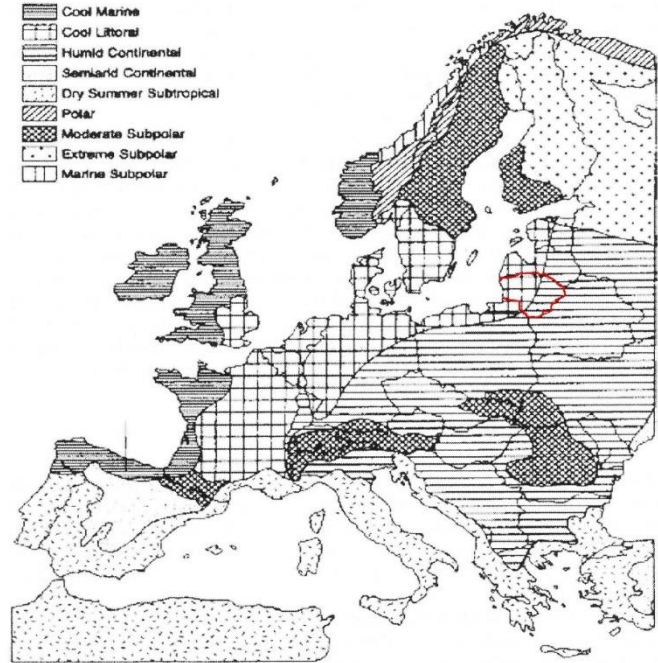 Cool Marine
Cool Littoral
Humid Continental
Semiarid Continental
Dry Summer Subtropical
Polar
Moderate Subpolar
Extreme Subpolar
Marine Subpolar